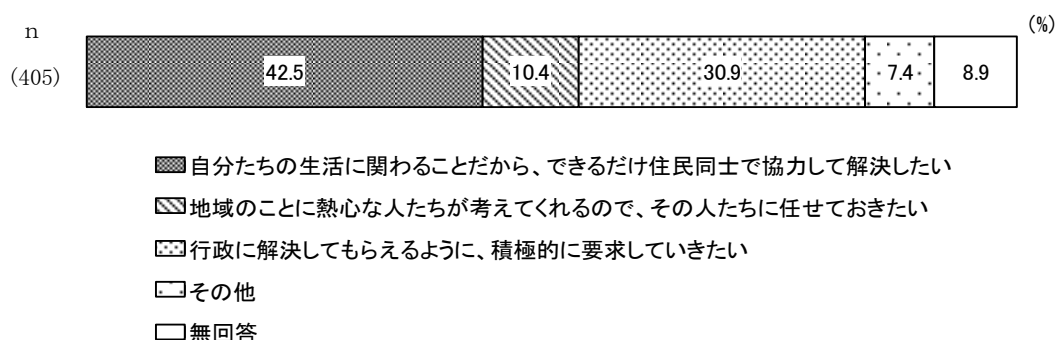 (%)
n
(405)
42.5 10.4 30.9 7.4 8.9
自分たちの生活に関わることだから、できるだけ住民同士で協力して解決したい
地域のことに熱心な人たちが考えてくれるので、その人たちに任せておきたい
行政に解決してもらえるように、積極的に要求していきたい
その他
無回答